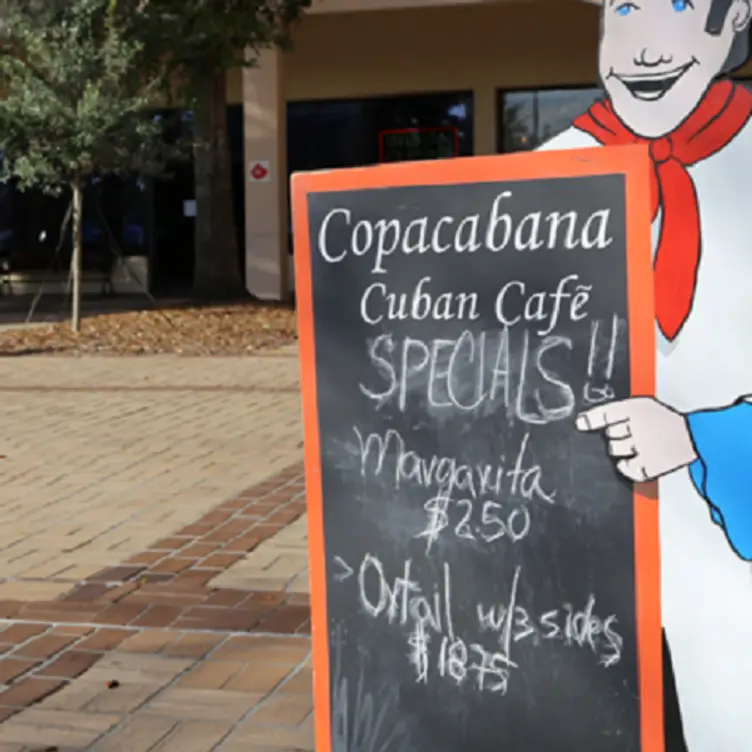 Copacabana
Cuban Cafẽ
SPECIALS!!
Margarita
$2.50
>Oxtail w/3 sides
$18.75